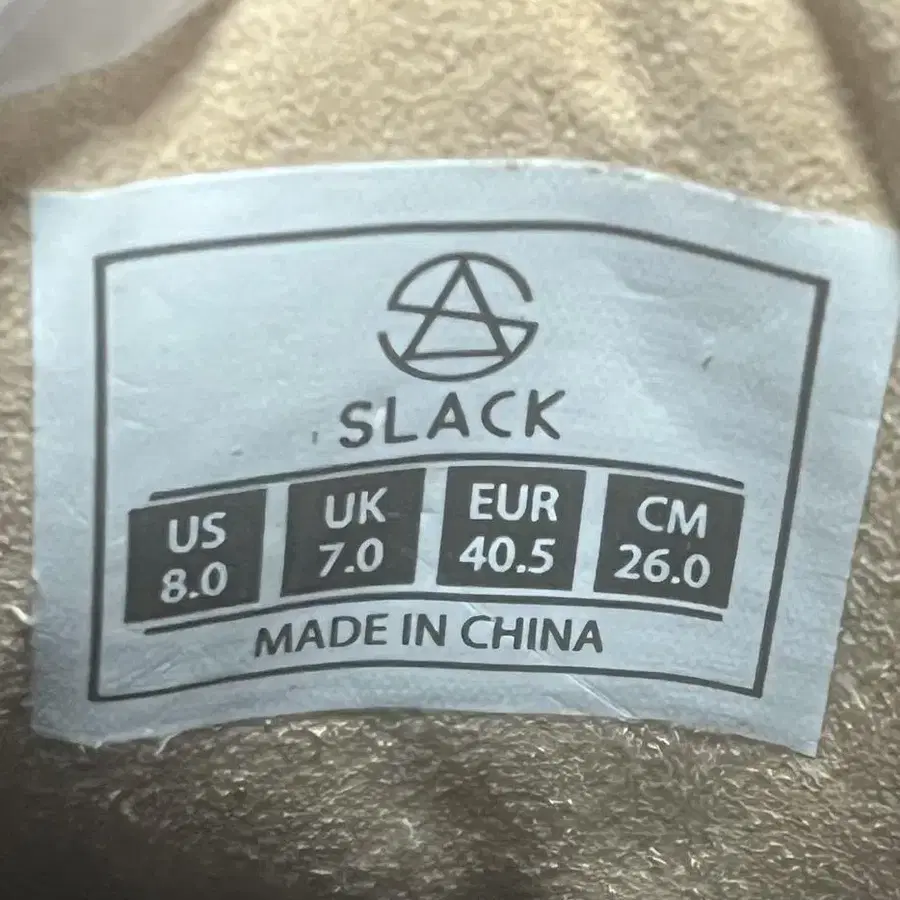 SLACK
US UK EUR CM
8.0 7.0 40.5 26.0
MADE IN CHINA